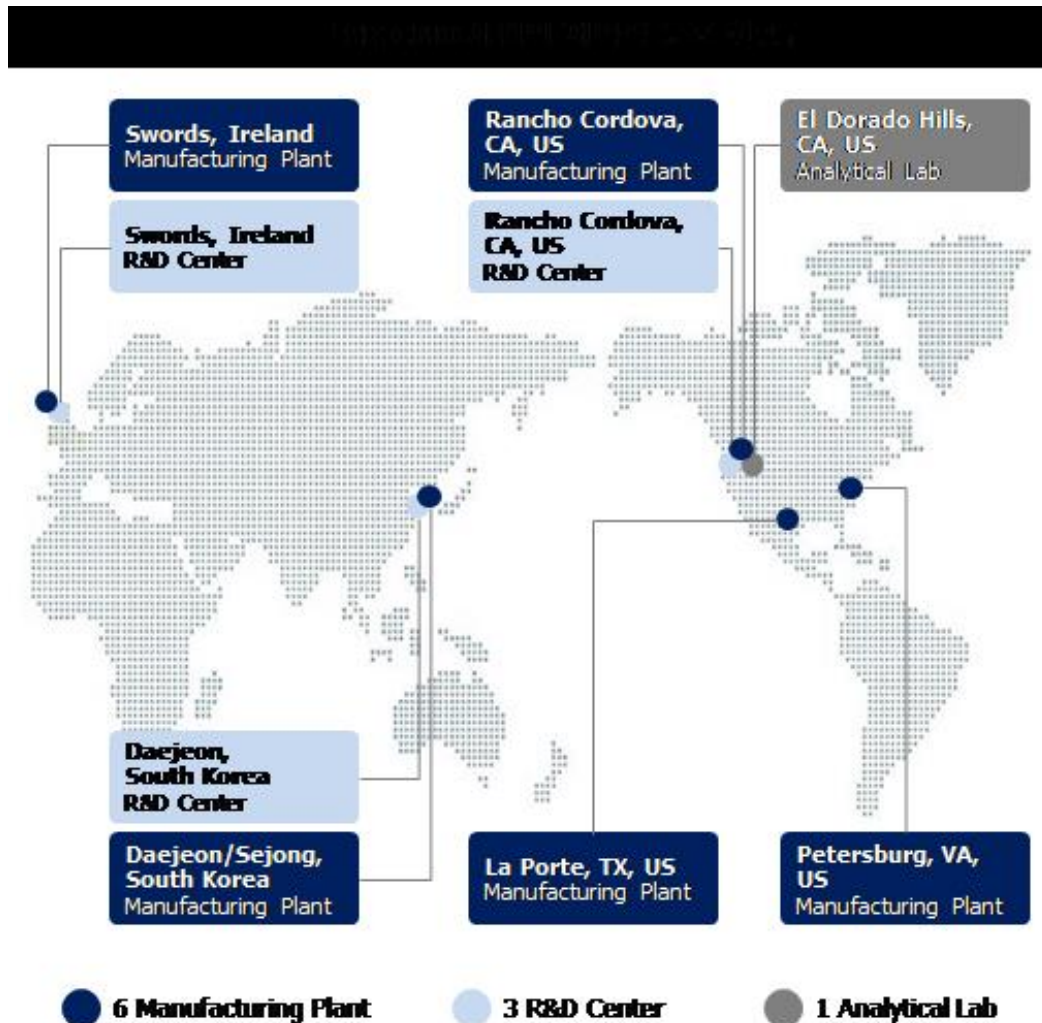 Swords, Ireland
Manufacturing Plant
Swords, Ireland
R&D Center
Rancho Cordova,
CA, US
Manufacturing Plant
Rancho Cordova,
CA, US
R&D Center
El Dorado Hills,
CA, US
Analytical Lab
Daejeon,
South Korea
R&D Center
Daejeon/Sejong,
South Korea
Manufacturing Plant
La Porte, TX, US
Manufacturing Plant
Petersburg, VA,
US
Manufacturing Plant
6 Manufacturing Plant
3 R&D Center
1 Analytical Lab